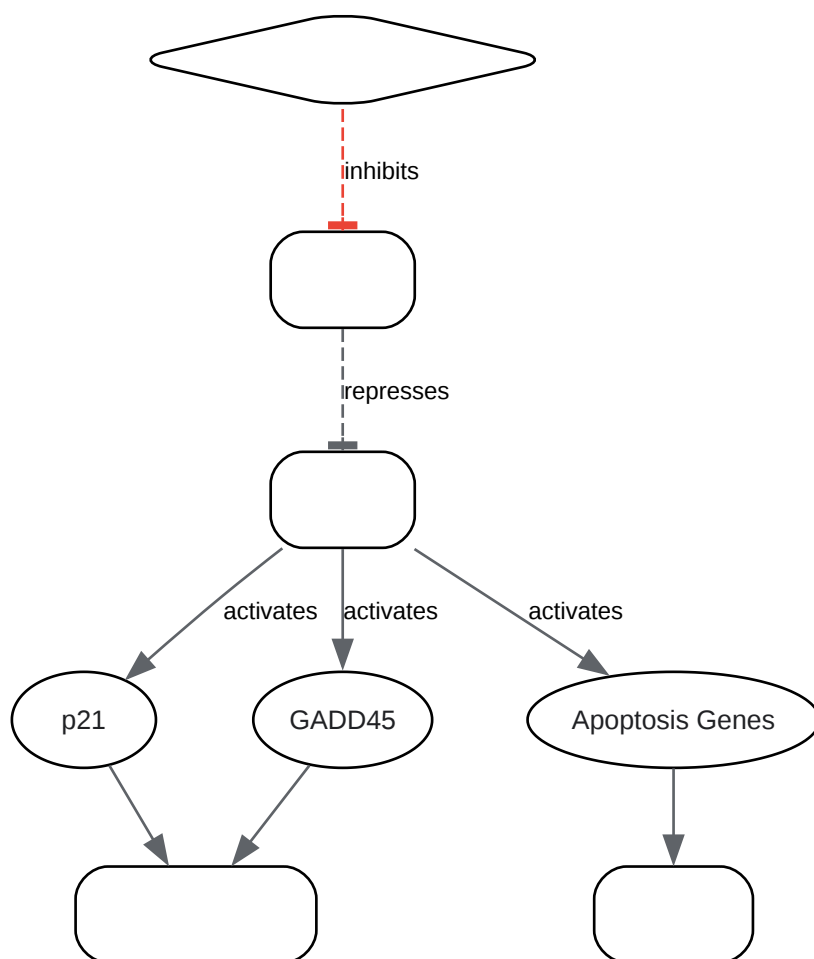 inhibits
represses
activates
activates
activates
p21
GADD45
Apoptosis Genes